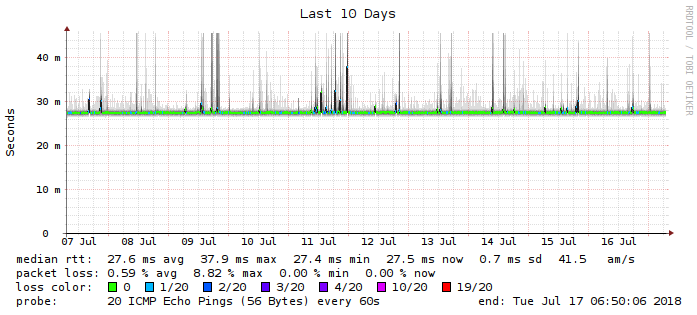 Last 10 Days
RRDTOOL / TOBI OETIKER
Seconds
40 m
30 m
20 m
10 m
0
07 Jul 08 Jul 09 Jul 10 Jul 11 Jul 12 Jul 13 Jul 14 Jul 15 Jul 16 Jul
median rtt: 27.6 ms avg 37.9 ms max 27.4 ms min 27.5 ms now 0.7 ms sd 41.5 am/s
packet loss: 0.59 % avg 8.82 % max 0.00 % min 0.00 % now
loss color: 0 1/20 2/20 3/20 4/20 10/20 19/20
probe: 20 ICMP Echo Pings (56 Bytes) every 60s end: Tue Jul 17 06:50:06 2018